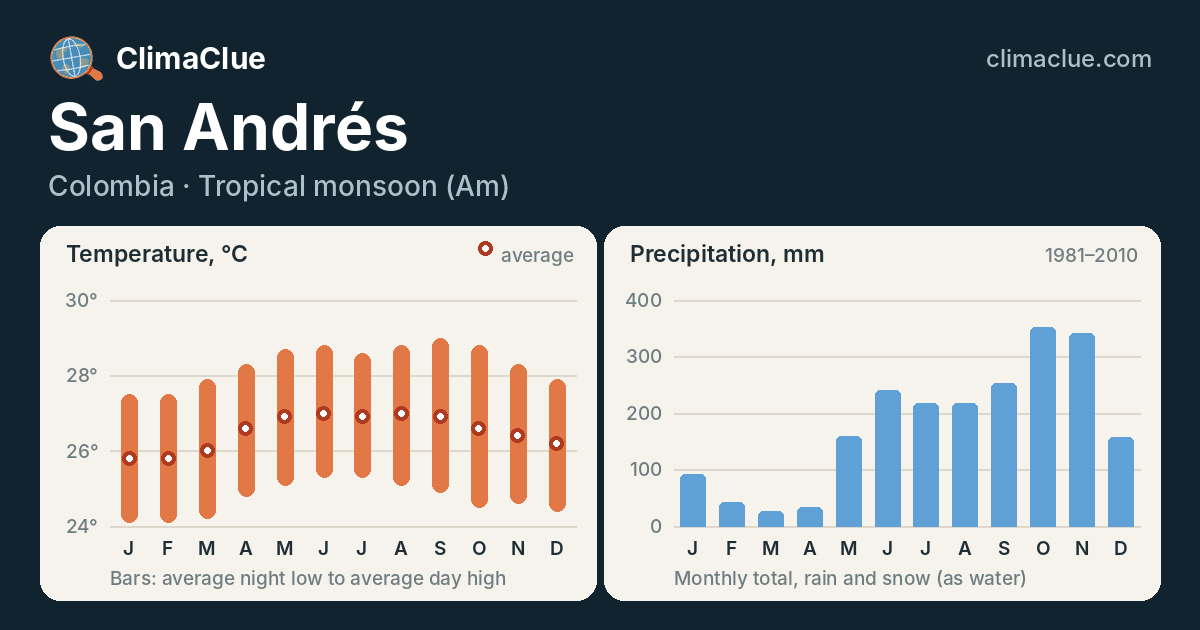 ClimaClue
climaclue.com
San Andrés
Colombia · Tropical monsoon (Am)
Temperature, °C
average
30°
28°
26°
24°
J F M A M J J A S O N D
Bars: average night low to average day high
Precipitation, mm
1981–2010
400
300
200
100
0
J F M A M J J A S O N D
Monthly total, rain and snow (as water)